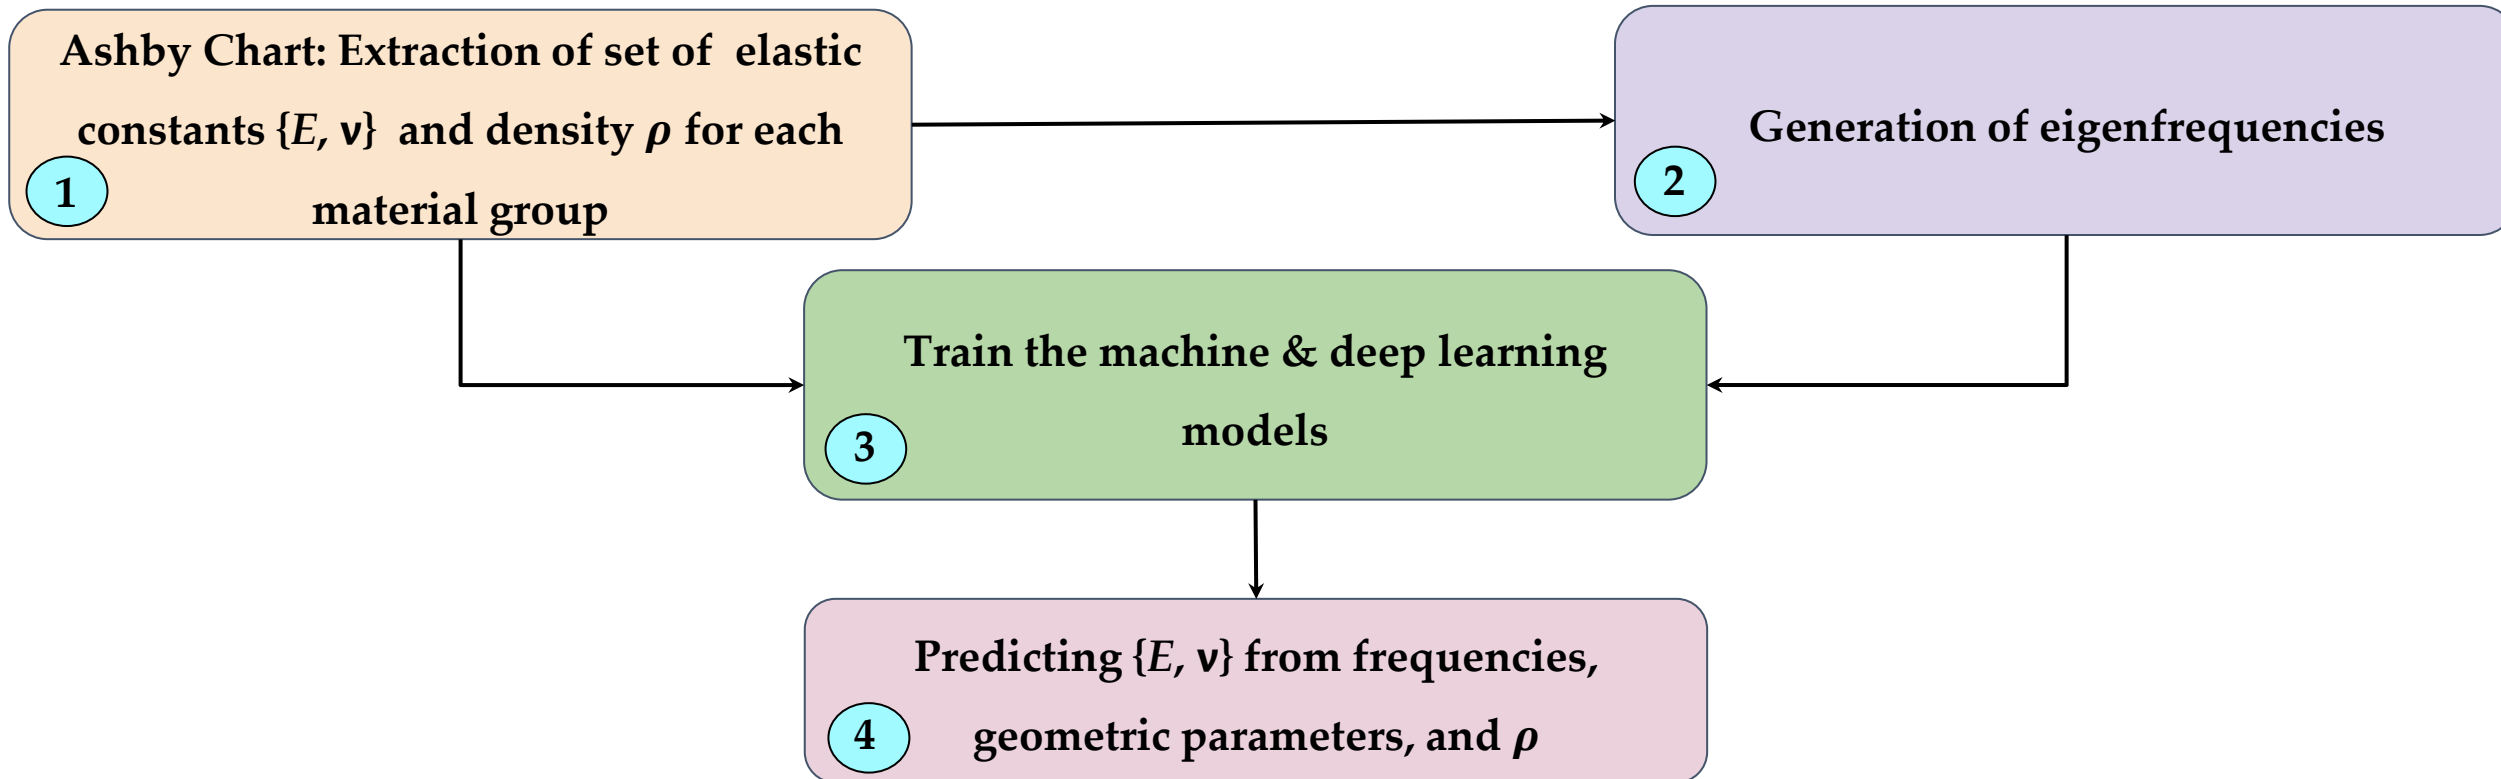 Ashby Chart: Extraction of set of elastic
constants {E, ν} and density ρ for each
material group
1
Generation of eigenfrequencies
2
Train the machine & deep learning
models
3
Predicting {E, ν} from frequencies,
geometric parameters, and ρ
4